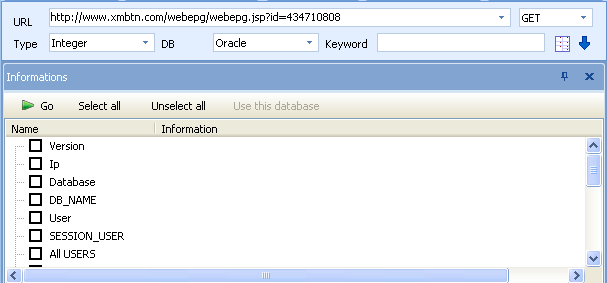 URL http://www.xmbtn.com/webepg/webepg.jsp?id=434710808 GET
Type Integer DB Oracle Keyword
Informations
Go Select all Unselect all Use this database
Name Information
Version
Ip
Database
DB_NAME
User
SESSION_USER
All USERS